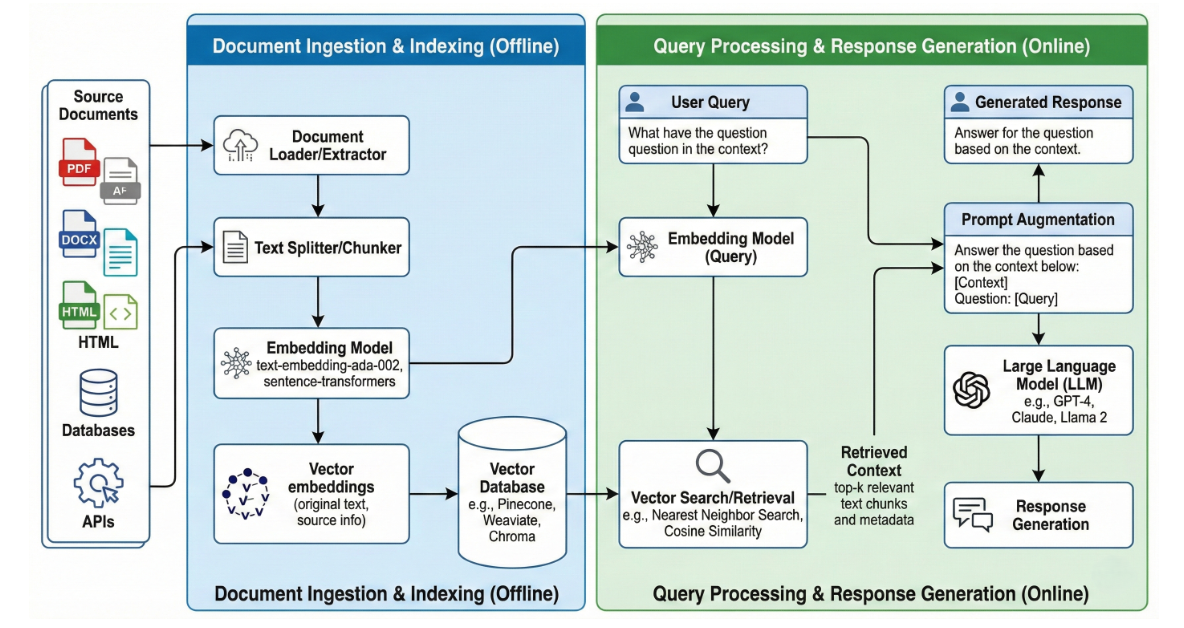 Document Ingestion & Indexing (Offline)
Query Processing & Response Generation (Online)
Source
Documents
PDF
AF
DOCX
HTML
HTML
Databases
APIs
Document
Loader/Extractor
Text Splitter/Chunker
Embedding Model
text-embedding-ada-002,
sentence-transformers
Vector
embeddings
(original text,
source info)
Vector
Database
e.g., Pinecone,
Weaviate,
Chroma
Document Ingestion & Indexing (Offline)
User Query
What have the question
question in the context?
Embedding Model
(Query)
Vector Search/Retrieval
e.g., Nearest Neighbor Search,
Cosine Similarity
Retrieved
Context
top-k relevant
text chunks
and metadata
Generated Response
Answer for the question
based on the context.
Prompt Augmentation
Answer the question based
on the context below:
[Context]
Question: [Query]
Large Language
Model (LLM)
e.g., GPT-4,
Claude, Llama 2
Response
Generation
Query Processing & Response Generation (Online)